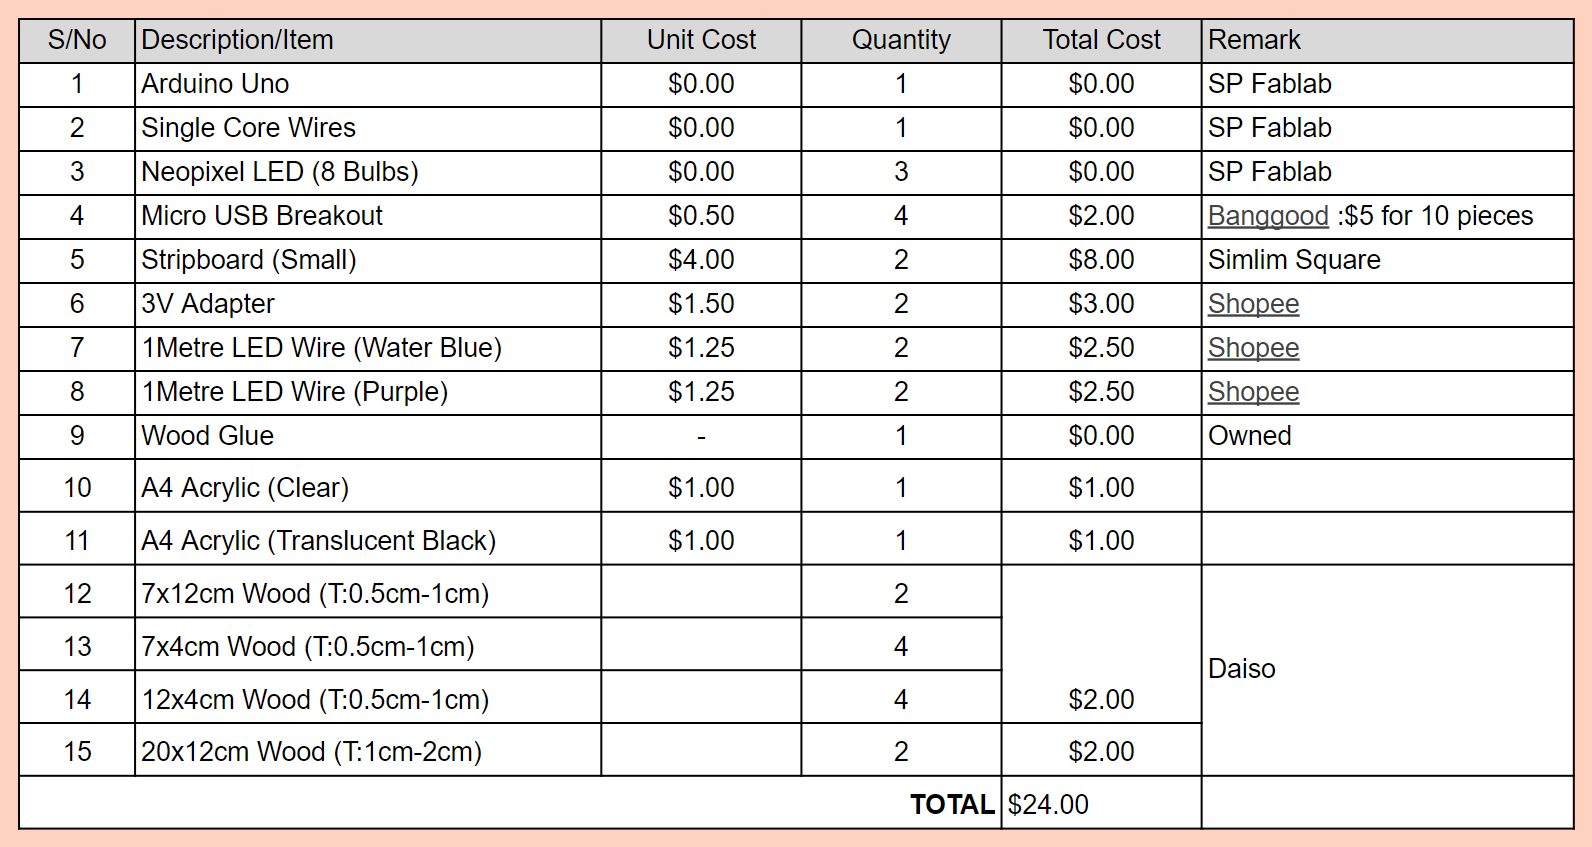 S/No Description/Item Unit Cost Quantity Total Cost Remark
1 Arduino Uno $0.00 1 $0.00 SP Fablab
2 Single Core Wires $0.00 1 $0.00 SP Fablab
3 Neopixel LED (8 Bulbs) $0.00 3 $0.00 SP Fablab
4 Micro USB Breakout $0.50 4 $2.00 Banggood :$5 for 10 pieces
5 Stripboard (Small) $4.00 2 $8.00 Simlim Square
6 3V Adapter $1.50 2 $3.00 Shopee
7 1Metre LED Wire (Water Blue) $1.25 2 $2.50 Shopee
8 1Metre LED Wire (Purple) $1.25 2 $2.50 Shopee
9 Wood Glue - 1 $0.00 Owned
10 A4 Acrylic (Clear) $1.00 1 $1.00
11 A4 Acrylic (Translucent Black) $1.00 1 $1.00
12 7x12cm Wood (T:0.5cm-1cm) 2
13 7x4cm Wood (T:0.5cm-1cm) 4
Daiso
14 12x4cm Wood (T:0.5cm-1cm) 4 $2.00
15 20x12cm Wood (T:1cm-2cm) 2 $2.00
TOTAL $24.00